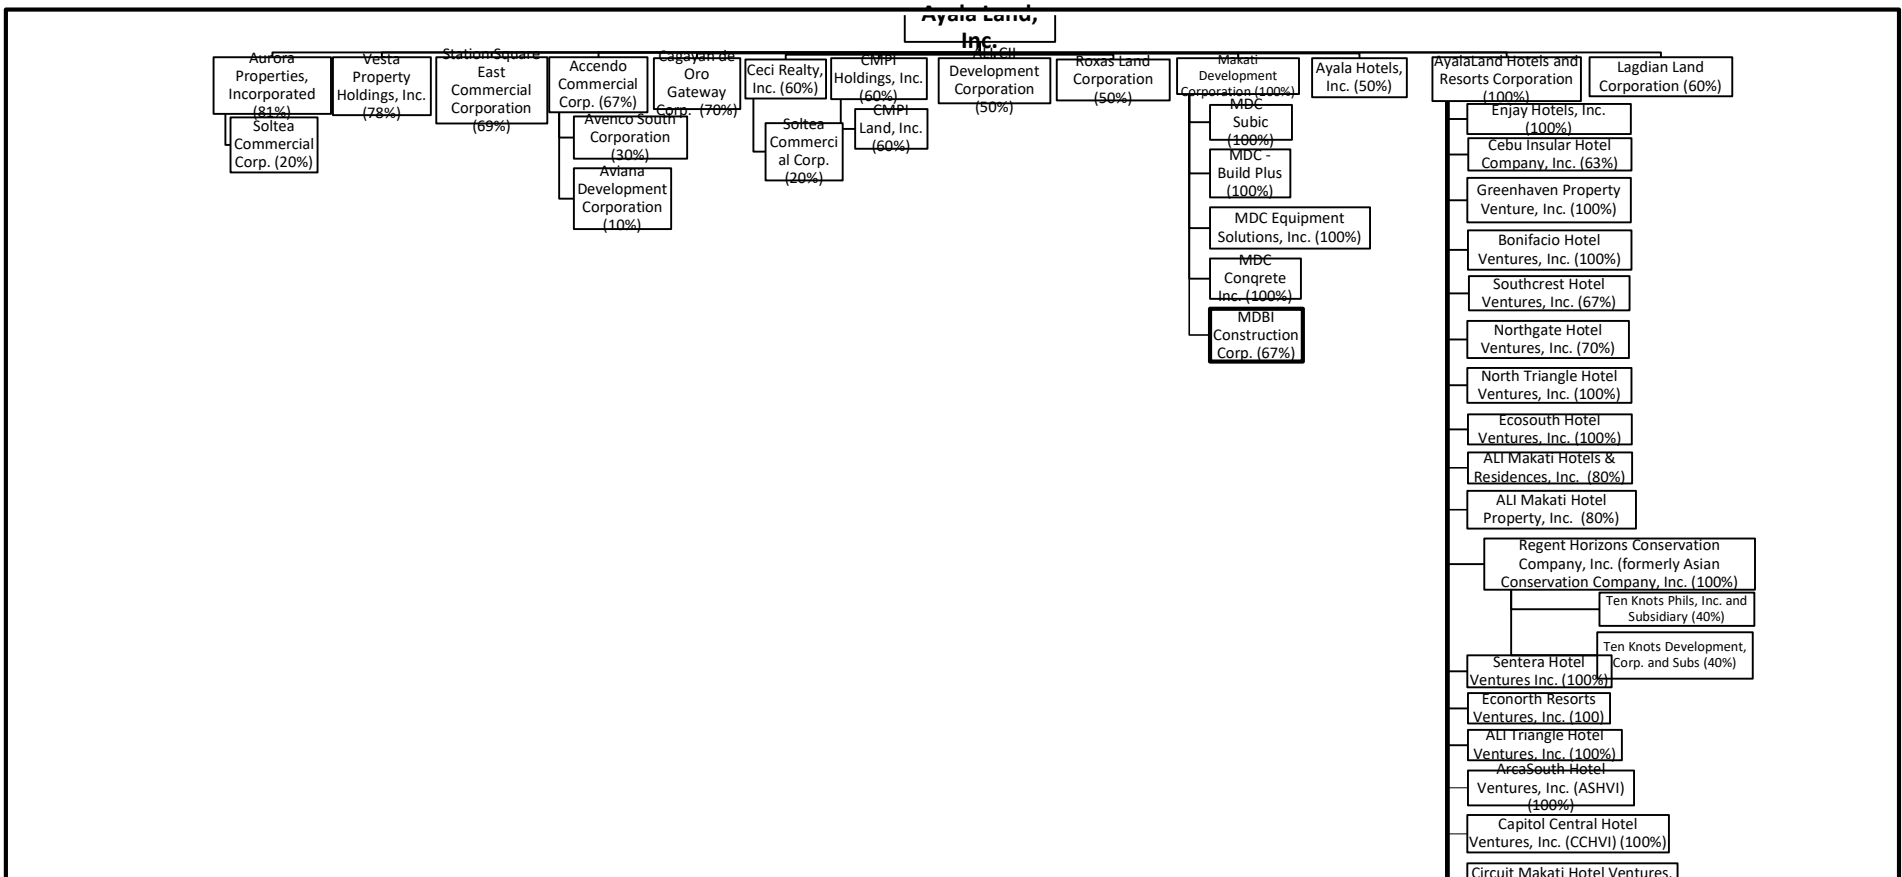 Ayala Land,
Inc.
Aurora
Properties,
Incorporated
(81%)
Soltea
Commercial
Corp. (20%)
Vesta
Property
Holdings, Inc.
(78%)
Station Square
East
Commercial
Corporation
(69%)
Accendo
Commercial
Corp. (67%)
Avenco South
Corporation
(30%)
Aviana
Development
Corporation
(10%)
Cagayan de
Oro
Gateway
Corp. (70%)
Ceci Realty,
Inc. (60%)
Soltea
Commerci
al Corp.
(20%)
CMPI
Holdings, Inc.
(60%)
CMPI
Land, Inc.
(60%)
ALI-CII
Development
Corporation
(50%)
Roxas Land
Corporation
(50%)
Makati
Development
Corporation (100%)
MDC
Subic
(100%)
MDC -
Build Plus
(100%)
MDC Equipment
Solutions, Inc. (100%)
MDC
Conqrete
Inc. (100%)
MDBI
Construction
Corp. (67%)
Ayala Hotels,
Inc. (50%)
AyalaLand Hotels and
Resorts Corporation
(100%)
Enjay Hotels, Inc.
(100%)
Cebu Insular Hotel
Company, Inc. (63%)
Greenhaven Property
Venture, Inc. (100%)
Bonifacio Hotel
Ventures, Inc. (100%)
Southcrest Hotel
Ventures, Inc. (67%)
Northgate Hotel
Ventures, Inc. (70%)
North Triangle Hotel
Ventures, Inc. (100%)
Ecosouth Hotel
Ventures, Inc. (100%)
ALI Makati Hotels &
Residences, Inc. (80%)
ALI Makati Hotel
Property, Inc. (80%)
Regent Horizons Conservation
Company, Inc. (formerly Asian
Conservation Company, Inc. (100%)
Ten Knots Phils, Inc. and
Subsidiary (40%)
Ten Knots Development,
Corp. and Subs (40%)
Sentera Hotel
Ventures Inc. (100%)
Econorth Resorts
Ventures, Inc. (100)
ALI Triangle Hotel
Ventures, Inc. (100%)
ArcaSouth Hotel
Ventures, Inc. (ASHVI)
(100%)
Capitol Central Hotel
Ventures, Inc. (CCHVI) (100%)
Circuit Makati Hotel Ventures,
Lagdian Land
Corporation (60%)